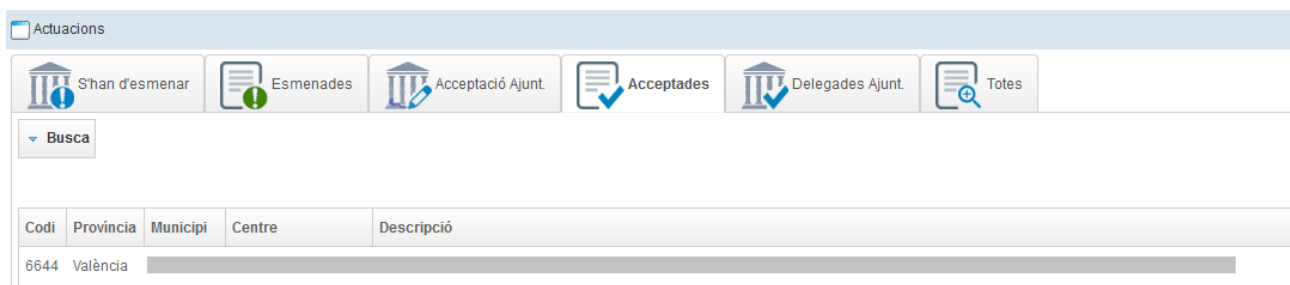 Actuacions
S'han d'esmenar Esmenades Acceptació Ajunt. Acceptades Delegades Ajunt. Totes
Busca
Codi Província Municipi Centre Descripció
6644 València